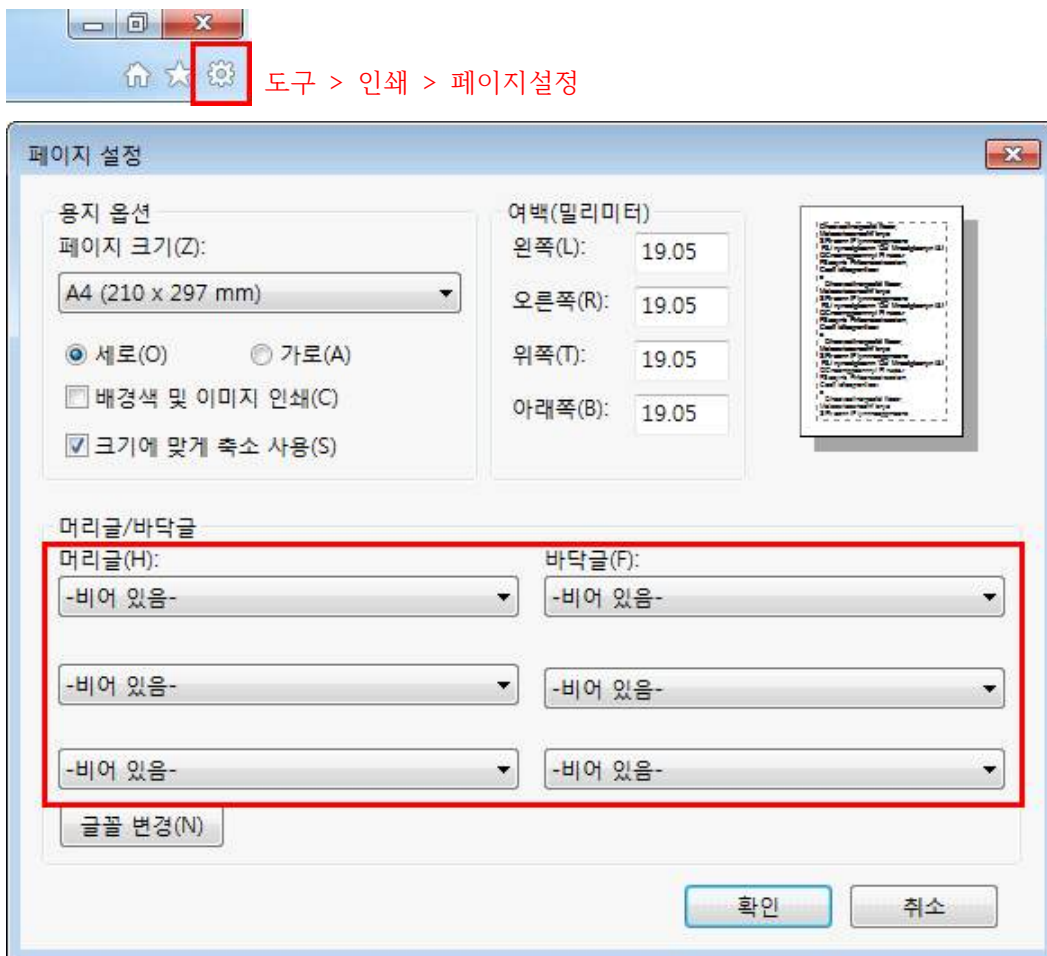 도구 > 인쇄 > 페이지설정
페이지 설정
용지 옵션
페이지 크기(Z):
A4 (210 x 297 mm)
세로(O) 가로(A)
배경색 및 이미지 인쇄(C)
크기에 맞게 축소 사용(S)
여백(밀리미터)
왼쪽(L): 19.05
오른쪽(R): 19.05
위쪽(T): 19.05
아래쪽(B): 19.05
머리글/바닥글
머리글(H): 바닥글(F):
-비어 있음- -비어 있음-
-비어 있음- -비어 있음-
-비어 있음- -비어 있음-
글꼴 변경(N)
확인 취소